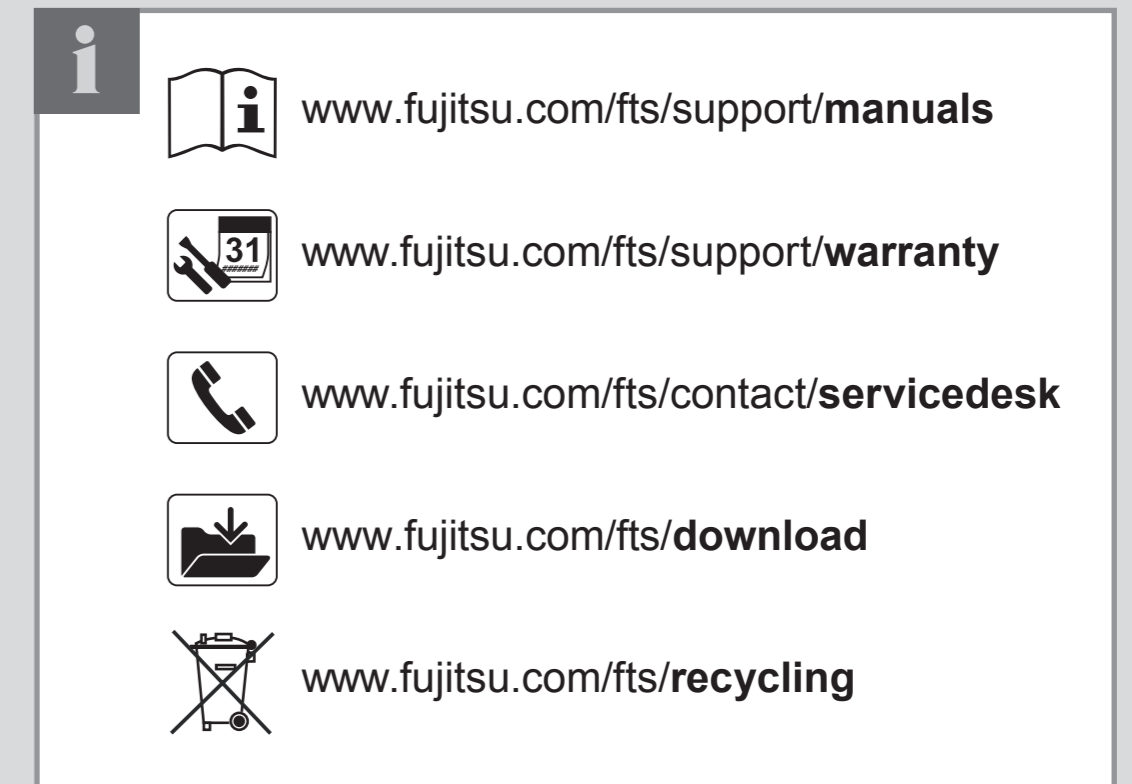 i
i www.fujitsu.com/fts/support/manuals
31 www.fujitsu.com/fts/support/warranty
www.fujitsu.com/fts/contact/servicedesk
www.fujitsu.com/fts/download
www.fujitsu.com/fts/recycling